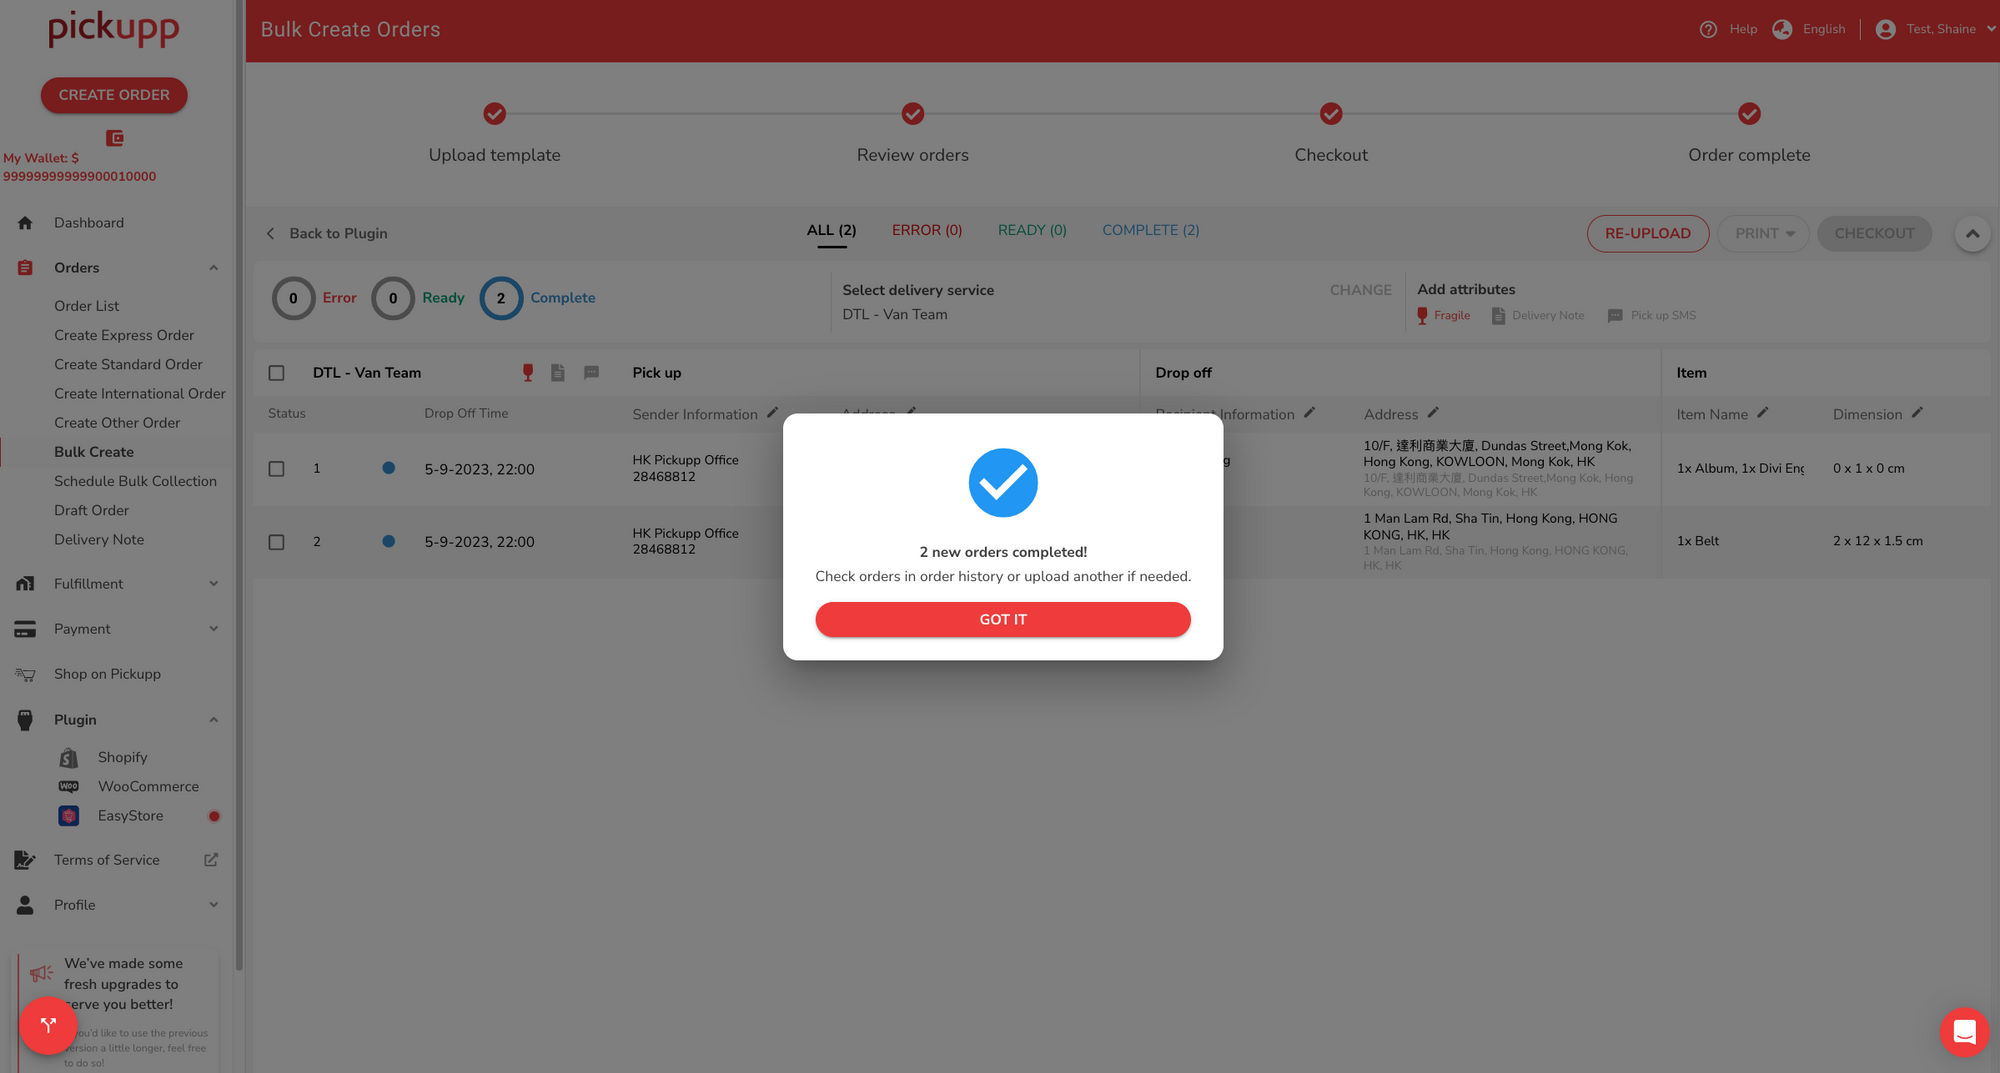 pickupp
Bulk Create Orders
Help
English
Test, Shaine
CREATE ORDER
My Wallet: $
99999999999900010000
Dashboard
Orders
Order List
Create Express Order
Create Standard Order
Create International Order
Create Other Order
Bulk Create
Schedule Bulk Collection
Draft Order
Delivery Note
Fulfillment
Payment
Shop on Pickupp
Plugin
Shopify
WOO
WooCommerce
EasyStore
Terms of Service
Profile
We've made some
fresh upgrades to
serve you better!
you'd like to use the previous
version a little longer, feel free
to do so!
Upload template
Review orders
Checkout
Order complete
Back to Plugin
ALL (2)
ERROR (0)
READY (0)
COMPLETE (2)
RE-UPLOAD
PRINT
CHECKOUT
0 Error
0 Ready
2 Complete
Select delivery service
CHANGE
DTL - Van Team
Add attributes
Fragile
Delivery Note
Pick up SMS
DTL - Van Team
Pick up
Drop off
Item
Status
Drop Off Time
Sender Information
Address
Recipient Information
Address
Item Name
Dimension
1
5-9-2023, 22:00
HK Pickupp Office
28468812
g
10/F, 達利商業大廈, Dundas Street,Mong Kok,
Hong Kong, KOWLOON, Mong Kok, HK
10/F, 達利商業大廈, Dundas Street,Mong Kok, Hong
Kong, KOWLOON, Mong Kok, HK
1x Album, 1x Divi Eng
0 x 1 x 0 cm
2
5-9-2023, 22:00
HK Pickupp Office
28468812
1 Man Lam Rd, Sha Tin, Hong Kong, HONG
KONG, HK, HK
1 Man Lam Rd, Sha Tin, Hong Kong, HONG KONG,
HK, HK
1x Belt
2 x 12 x 1.5 cm
2 new orders completed!
Check orders in order history or upload another if needed.
GOT IT